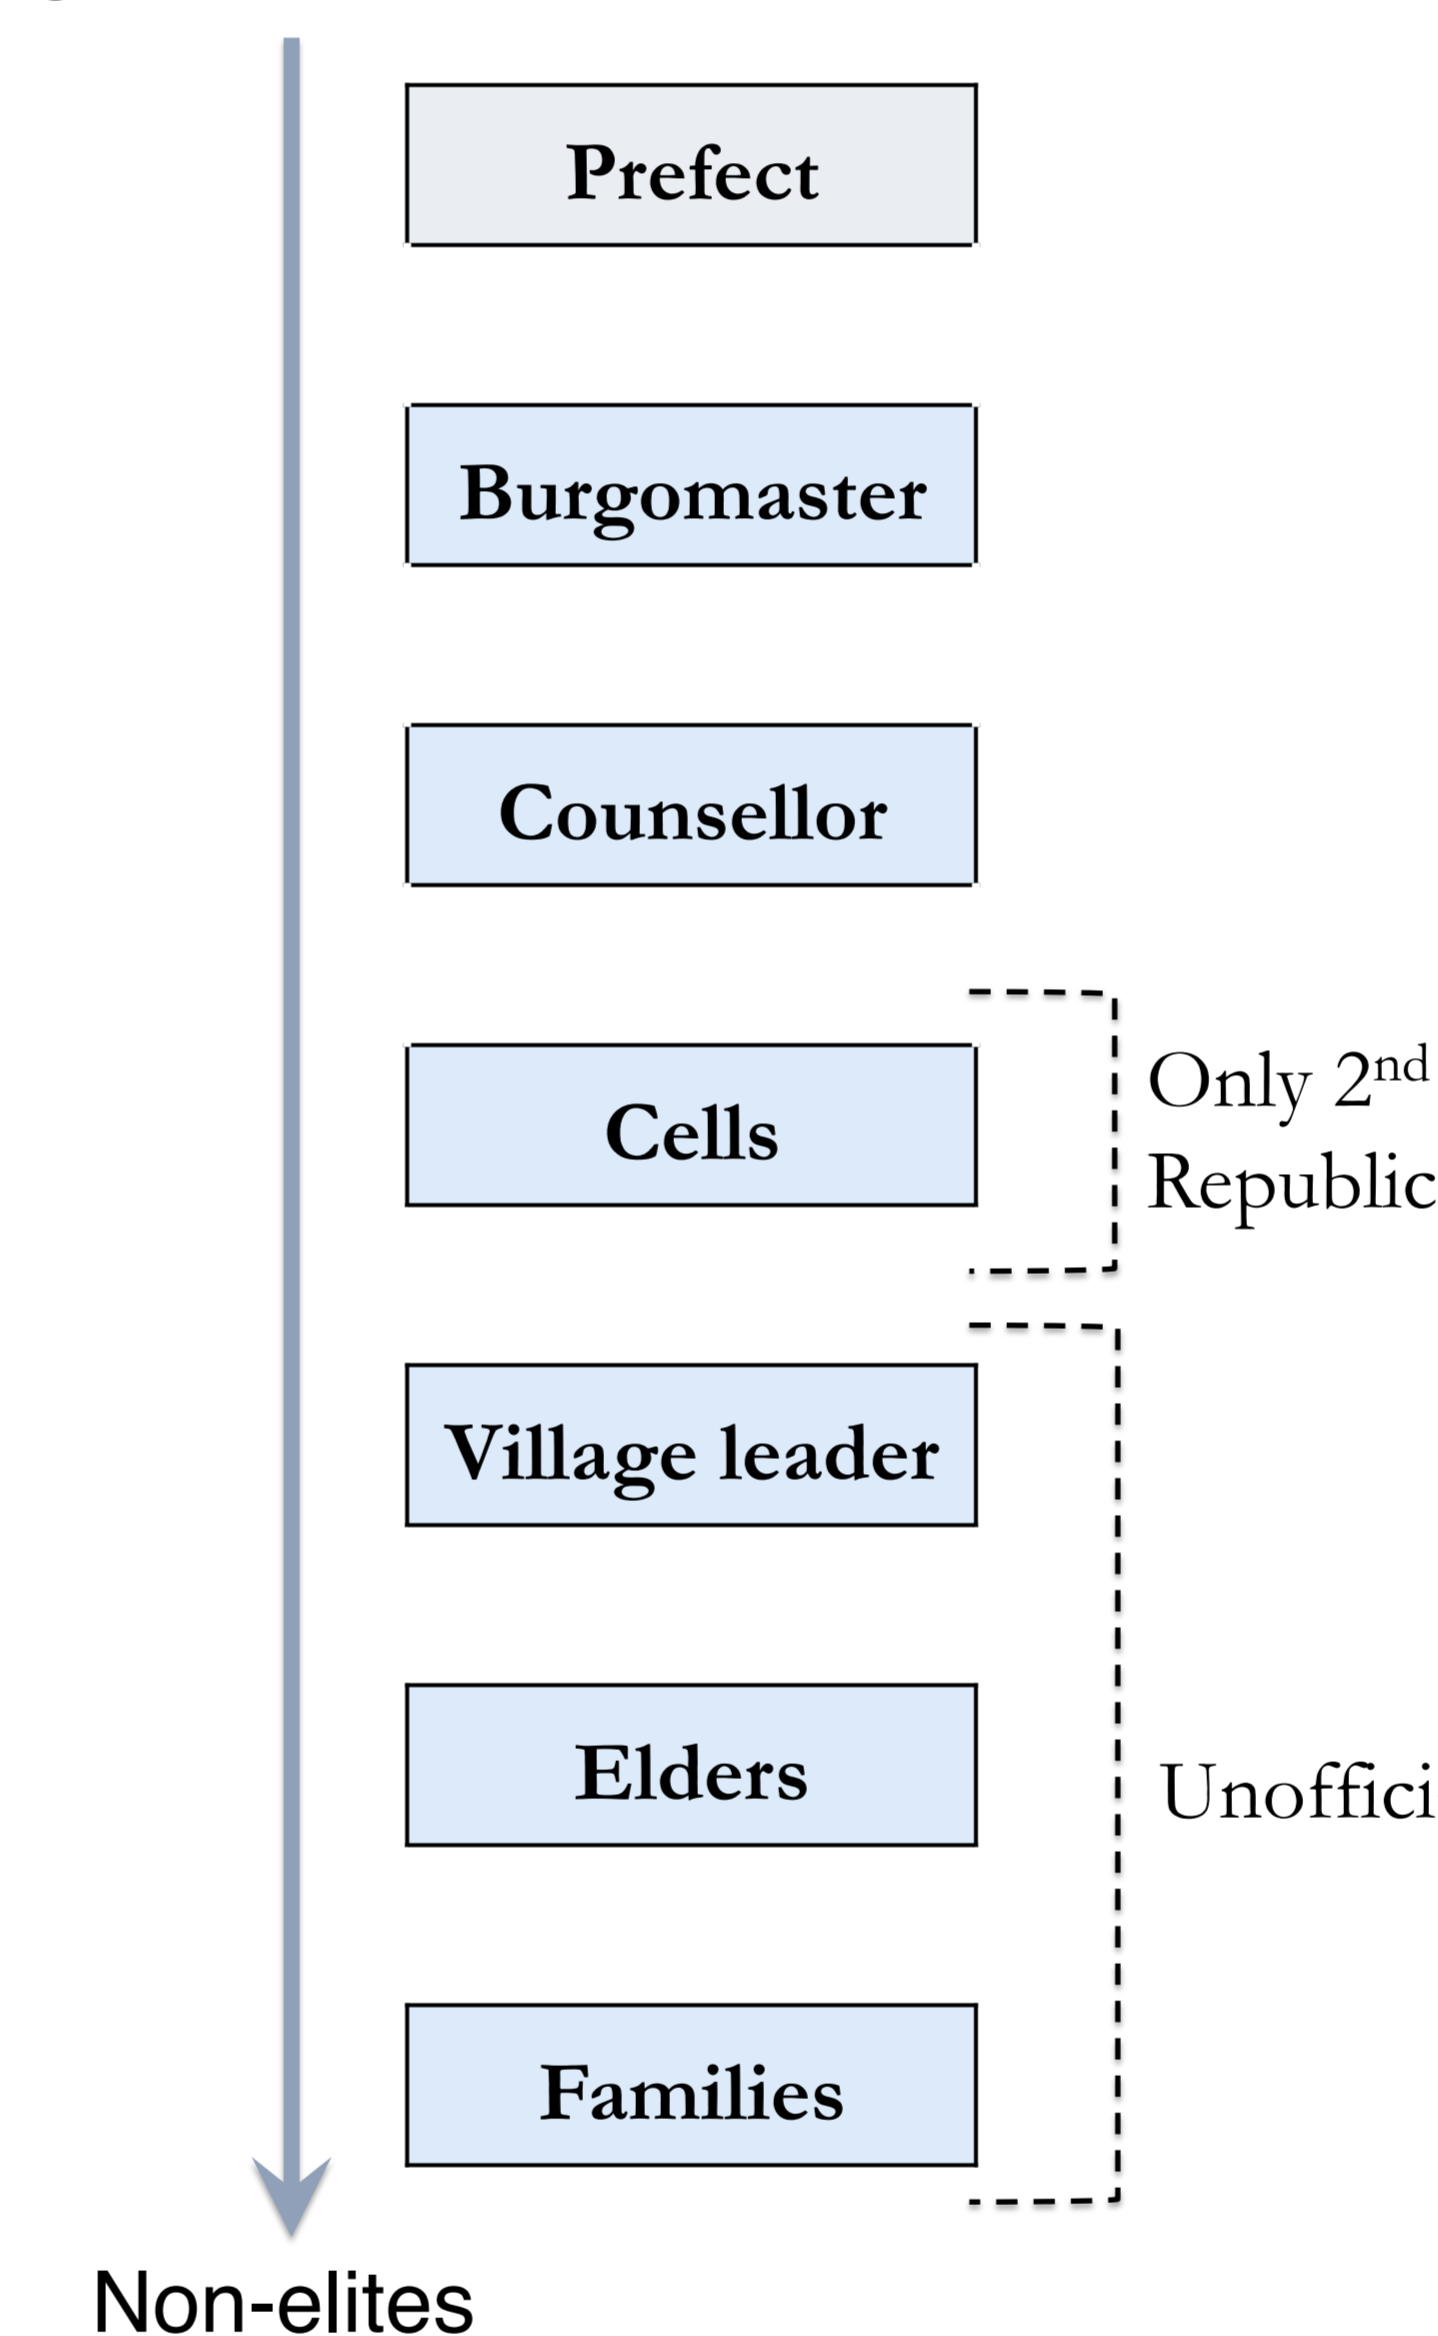 Prefect
Burgomaster
Counsellor
Cells
Only 2nd
Republic
Village leader
Elders
Unoffici
Families
Non-elites